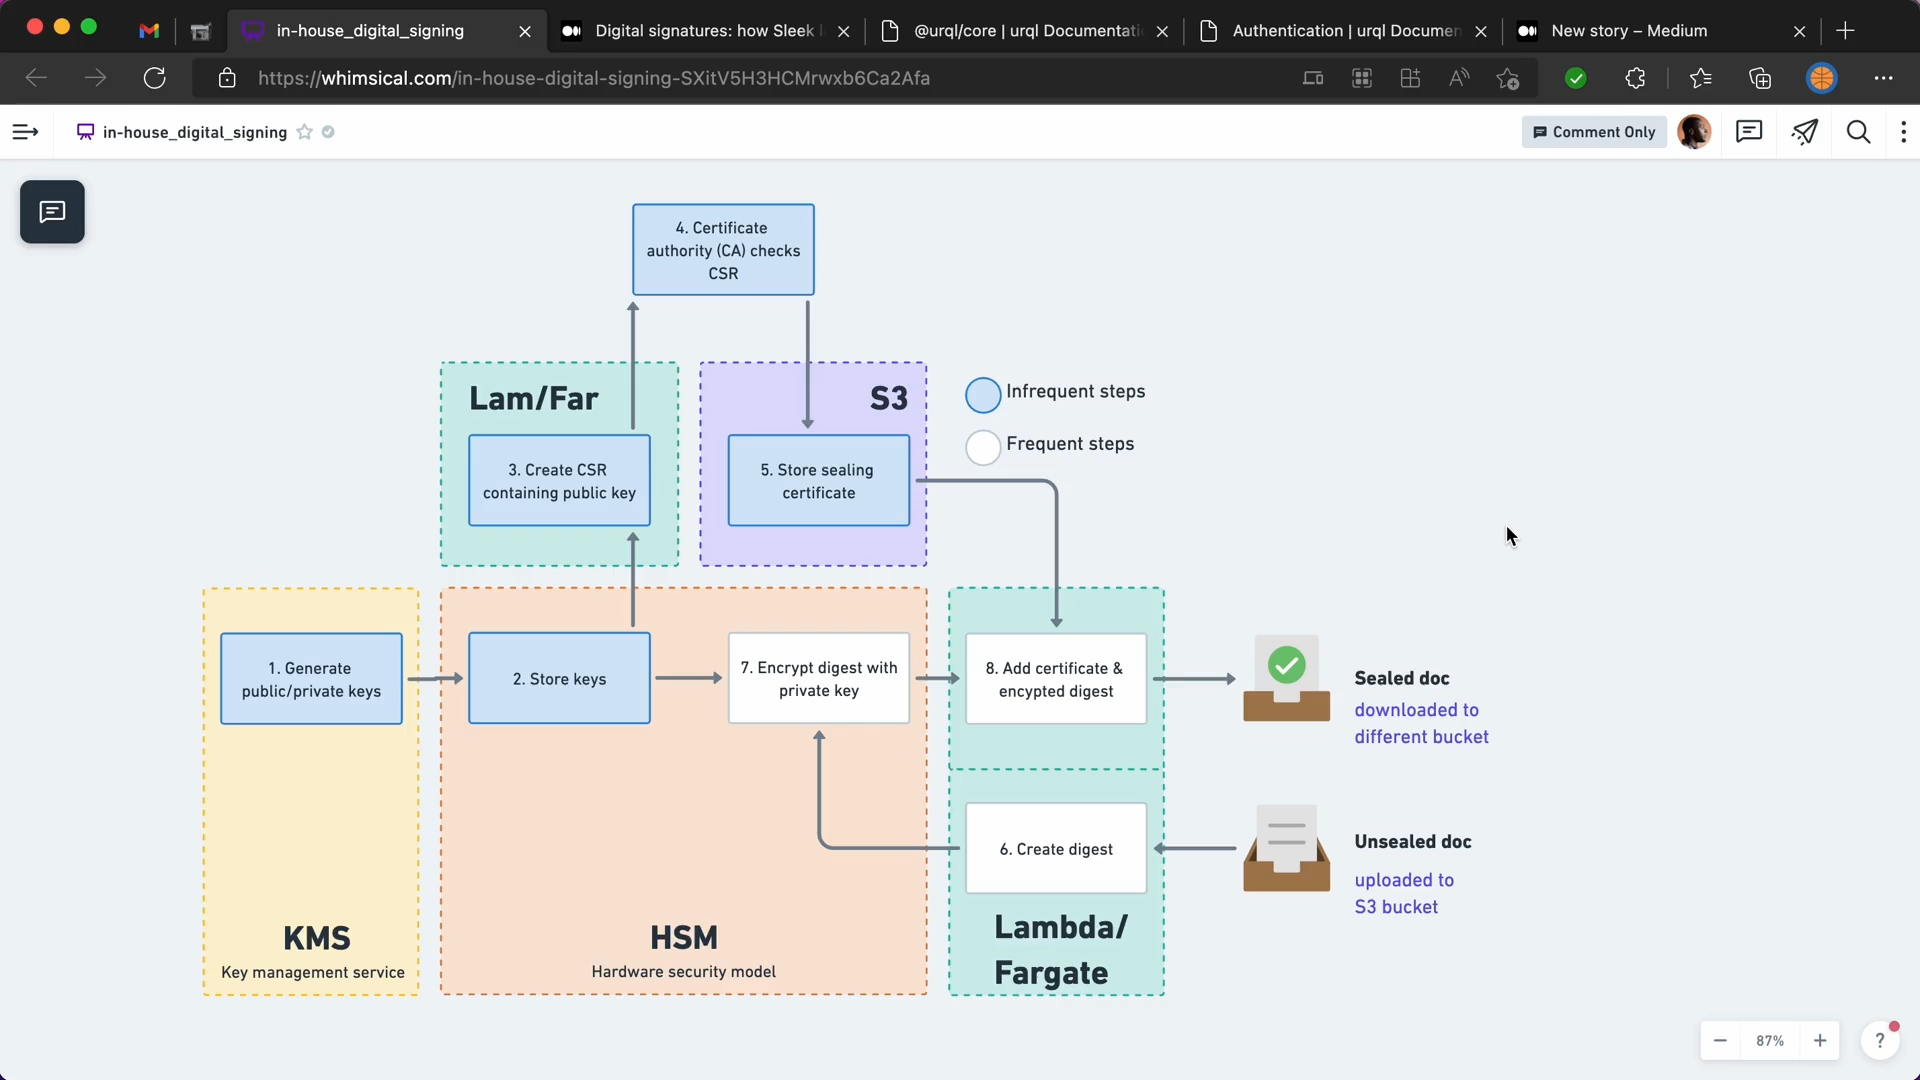 in-house_digital_signing
Digital signatures: how Sleek
@urql/core | urql Documentati
Authentication | urql Documen
New story – Medium
https://whimsical.com/in-house-digital-signing-SXitV5H3HCMrwxb6Ca2Afa
in-house_digital_signing
Comment Only
4. Certificate
authority (CA) checks
CSR
Lam/Far
S3
Infrequent steps
Frequent steps
3. Create CSR
containing public key
5. Store sealing
certificate
1. Generate
public/private keys
2. Store keys
7. Encrypt digest with
private key
8. Add certificate &
encypted digest
Sealed doc
downloaded to
different bucket
6. Create digest
Unsealed doc
uploaded to
S3 bucket
KMS
Key management service
HSM
Hardware security model
Lambda/
Fargate
87%
?